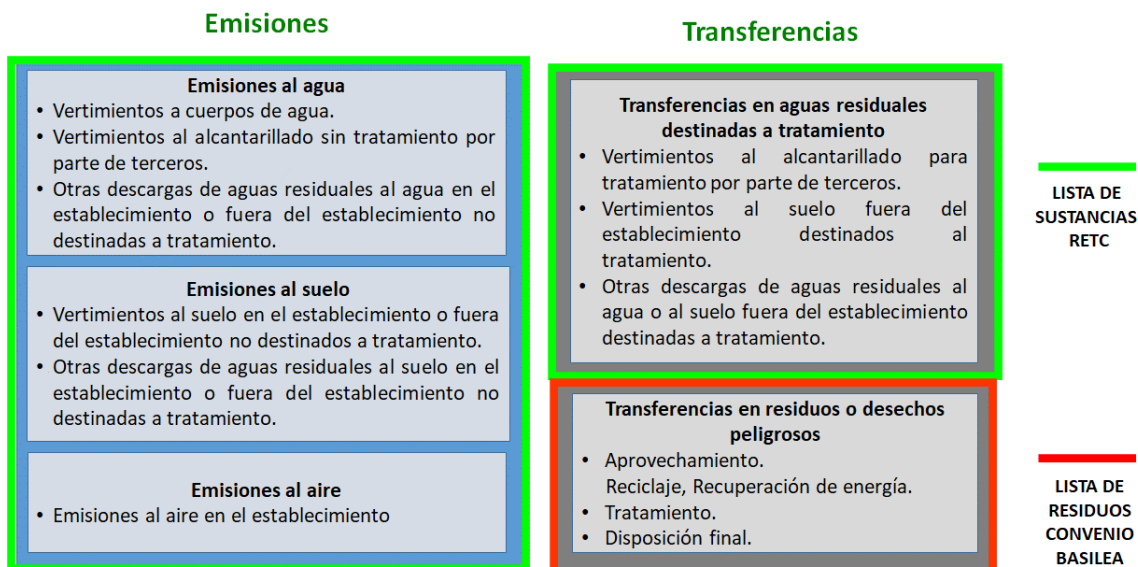 Emisiones
Emisiones al agua
• Vertimientos a cuerpos de agua.
• Vertimientos al alcantarillado sin tratamiento por
parte de terceros.
• Otras descargas de aguas residuales al agua en el
establecimiento o fuera del establecimiento no
destinadas a tratamiento.
Emisiones al suelo
• Vertimientos al suelo en el establecimiento o fuera
del establecimiento no destinados a tratamiento.
• Otras descargas de aguas residuales al suelo en el
establecimiento o fuera del establecimiento no
destinadas a tratamiento.
Emisiones al aire
• Emisiones al aire en el establecimiento
Transferencias
Transferencias en aguas residuales
destinadas a tratamiento
• Vertimientos al alcantarillado para
tratamiento por parte de terceros.
• Vertimientos al suelo fuera del
establecimiento destinados al
tratamiento.
• Otras descargas de aguas residuales al
agua o al suelo fuera del establecimiento
destinadas a tratamiento.
Transferencias en residuos o desechos
peligrosos
• Aprovechamiento.
Reciclaje, Recuperación de energía.
• Tratamiento.
• Disposición final.
LISTA DE
SUSTANCIAS
RETC
LISTA DE
RESIDUOS
CONVENIO
BASILEA